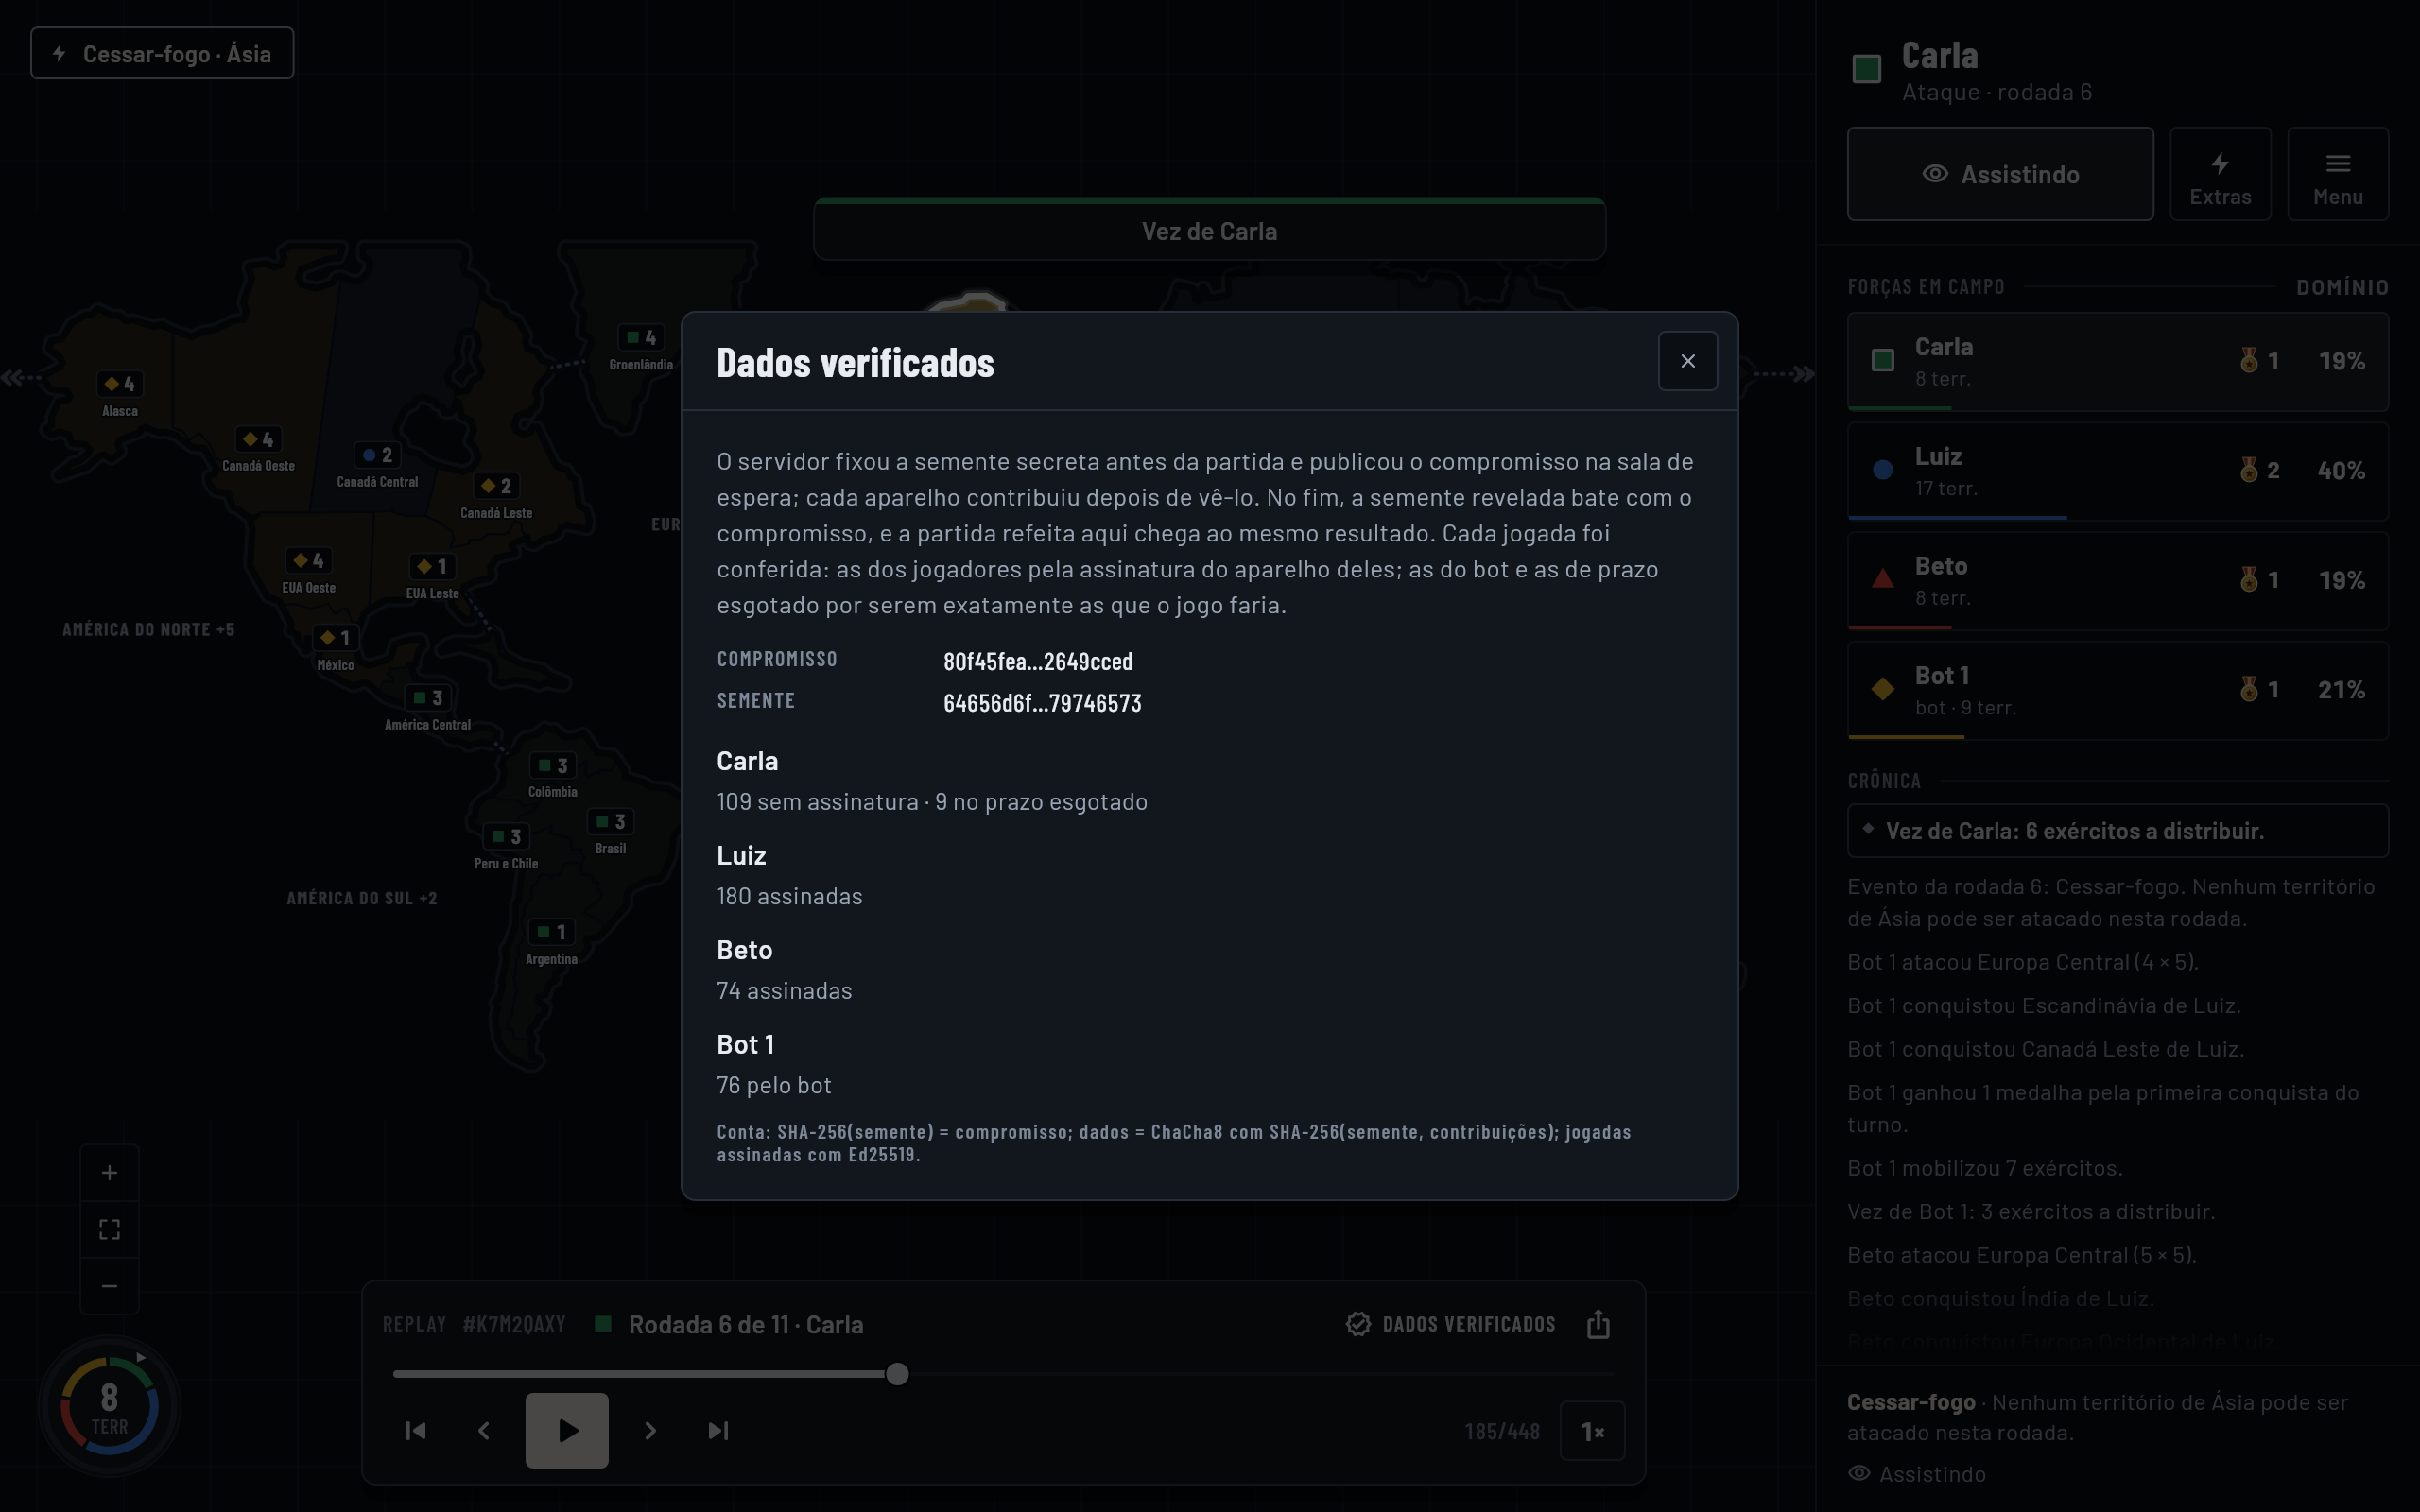 Cessar-fogo · Ásia
Vez de Carla
4
Groenlândia
4
Alasca
4
Canadá Oeste
2
Canadá Central
2
Canadá Leste
4
EUA Oeste
1
EUA Leste
1
México
AMÉRICA DO NORTE +5
EUR
3
América Central
3
Colômbia
3
Brasil
3
Peru e Chile
AMÉRICA DO SUL +2
1
Argentina
Dados verificados
O servidor fixou a semente secreta antes da partida e publicou o compromisso na sala de
espera; cada aparelho contribuiu depois de vê-lo. No fim, a semente revelada bate com o
compromisso, e a partida refeita aqui chega ao mesmo resultado. Cada jogada foi
conferida: as dos jogadores pela assinatura do aparelho deles; as do bot e as de prazo
esgotado por serem exatamente as que o jogo faria.
COMPROMISSO 80f45fea…2649cced
SEMENTE 64656d6f…79746573
Carla
109 sem assinatura · 9 no prazo esgotado
Luiz
180 assinadas
Beto
74 assinadas
Bot 1
76 pelo bot
Conta: SHA-256(semente) = compromisso; dados = ChaCha8 com SHA-256(semente, contribuições); jogadas
assinadas com Ed25519.
8
TERR
REPLAY #K7M2QAXY Rodada 6 de 11 · Carla DADOS VERIFICADOS
185/448 1×
Carla
Ataque · rodada 6
Assistindo
Extras
Menu
FORÇAS EM CAMPO DOMÍNIO
Carla
8 terr.
1 19%
Luiz
17 terr.
2 40%
Beto
8 terr.
1 19%
Bot 1
bot · 9 terr.
1 21%
CRÔNICA
Vez de Carla: 6 exércitos a distribuir.
Evento da rodada 6: Cessar-fogo. Nenhum território
de Ásia pode ser atacado nesta rodada.
Bot 1 atacou Europa Central (4 × 5).
Bot 1 conquistou Escandinávia de Luiz.
Bot 1 conquistou Canadá Leste de Luiz.
Bot 1 ganhou 1 medalha pela primeira conquista do
turno.
Bot 1 mobilizou 7 exércitos.
Vez de Bot 1: 3 exércitos a distribuir.
Beto atacou Europa Central (5 × 5).
Beto conquistou Índia de Luiz.
Beto conquistou Europa Ocidental de Luiz.
Cessar-fogo · Nenhum território de Ásia pode ser
atacado nesta rodada.
Assistindo